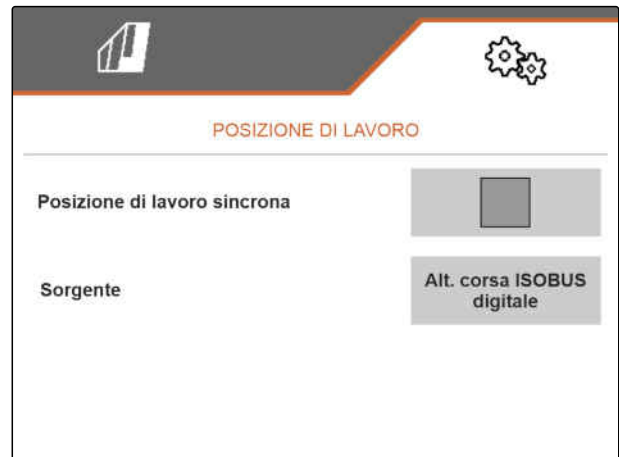 POSIZIONE DI LAVORO
Posizione di lavoro sincrona
Sorgente
Alt. corsa ISOBUS
digitale